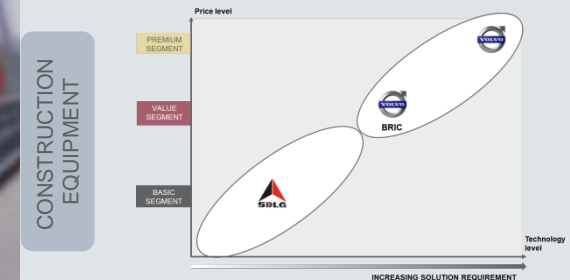 Price level
PREMIUM
SEGMENT
VOLVO
CONSTRUCTION
EQUIPMENT
VALUE
SEGMENT
VOLVO
BRIC
BASIC
SEGMENT
SDLG
Technology
level
INCREASING SOLUTION REQUIREMENT